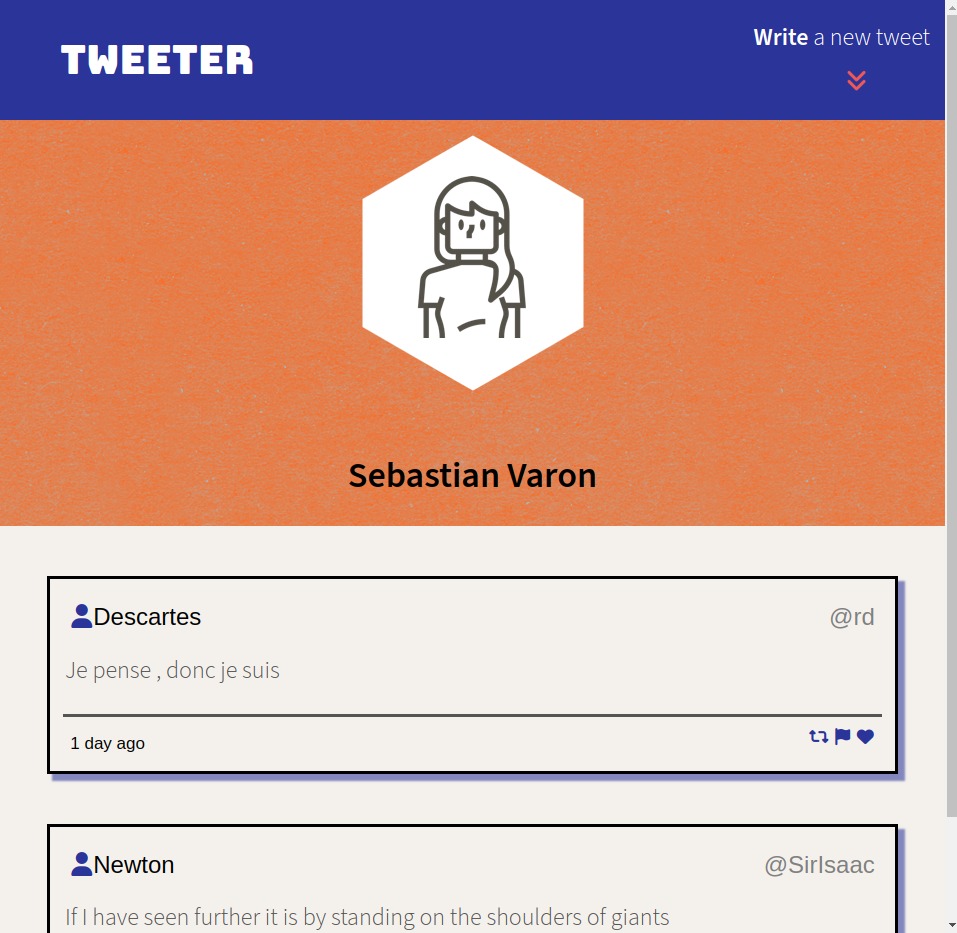 TWEETER
Write a new tweet
Sebastian Varon
Descartes @rd
Je pense , donc je suis
1 day ago
Newton @SirIsaac
If I have seen further it is by standing on the shoulders of giants